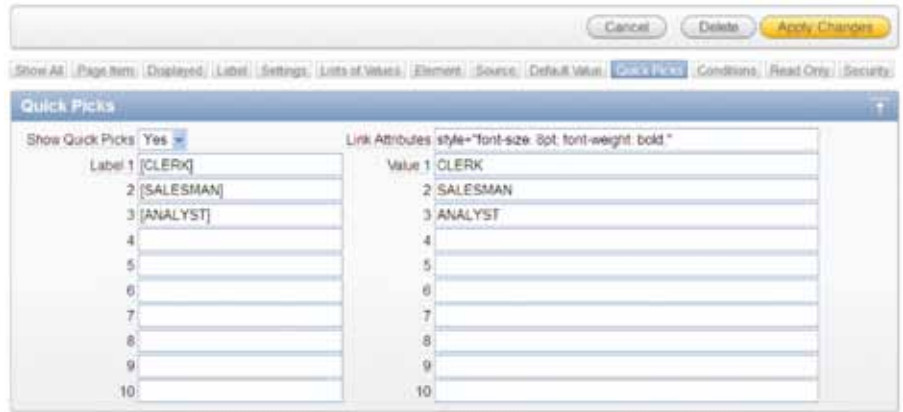 Cancel Delete Apply Changes
Show All Page Item Displayed Label Settings Lists of Values Element Source Default Value Quick Picks Conditions Read Only Security
Quick Picks
Show Quick Picks Yes Link Attributes style="font-size: 8pt; font-weight: bold;"
Label 1 [CLERK] Value 1 CLERK
2 [SALESMAN] 2 SALESMAN
3 [ANALYST] 3 ANALYST
4 4
5 5
6 6
7 7
8 8
9 9
10 10